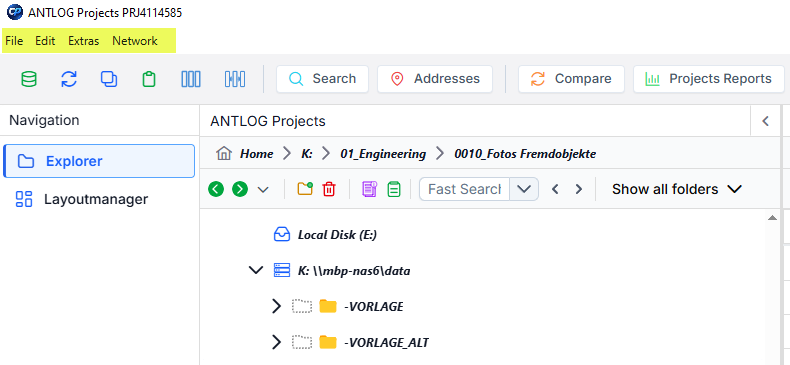 ANTLOG Projects PRJ4114585
File Edit Extras Network
Search Addresses Compare Projects Reports
Navigation
ANTLOG Projects
Explorer
Home K: 01_Engineering 0010_Fotos Fremdobjekte
Layoutmanager
Fast Search Show all folders
Local Disk (E:)
K: \\mbp-nas6\data
-VORLAGE
-VORLAGE_ALT